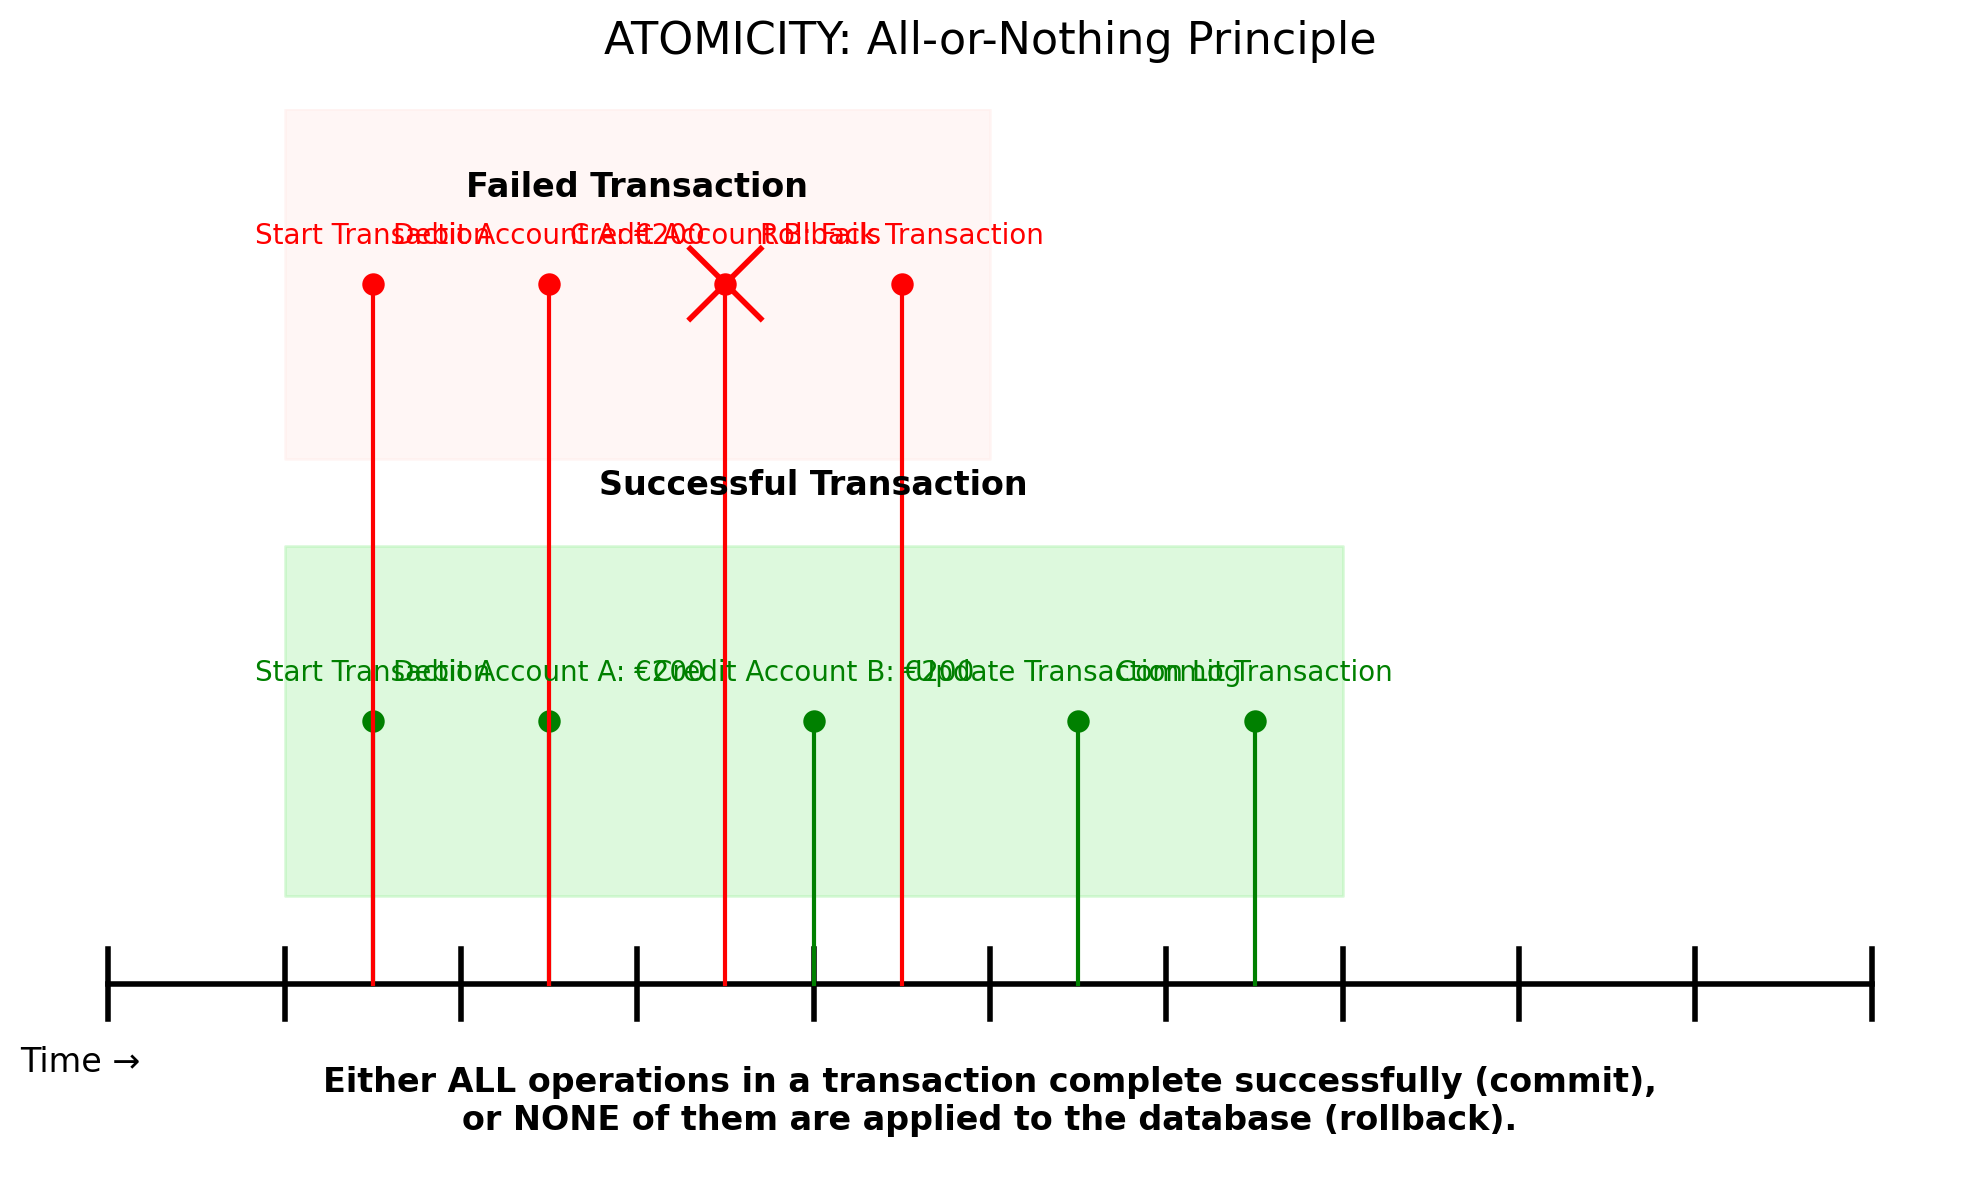 ATOMICITY: All-or-Nothing Principle
Failed Transaction
Start Transaction
Debit Account A: €200
Credit Account B: Fails
Rollback Transaction
Successful Transaction
Start Transaction
Debit Account A: €200
Credit Account B: €200
Update Transaction Log
Commit Transaction
Time →
Either ALL operations in a transaction complete successfully (commit),
or NONE of them are applied to the database (rollback).